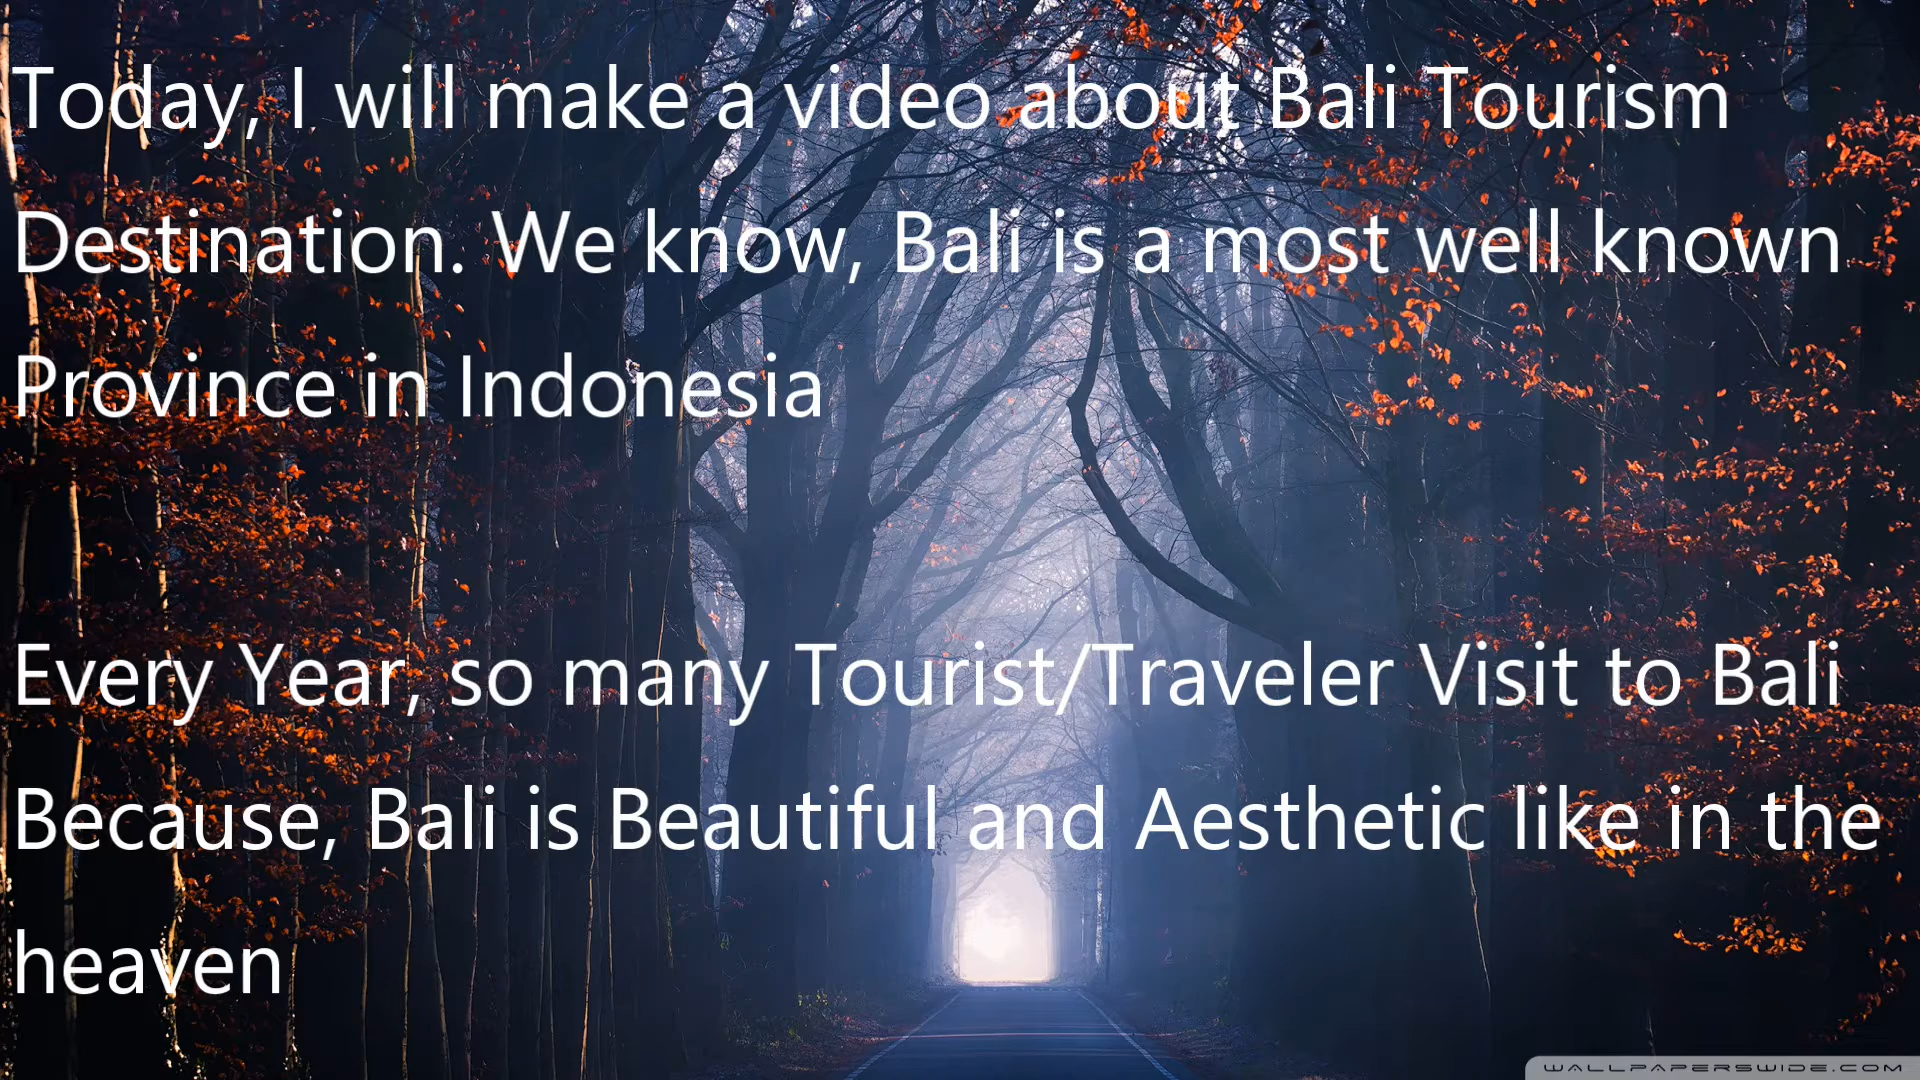 Today, I will make a video about Bali Tourism
Destination. We know, Bali is a most well known
Province in Indonesia
Every Year, so many Tourist/Traveler Visit to Bali
Because, Bali is Beautiful and Aesthetic like in the
heaven
WALLPAPERSWIDE.COM